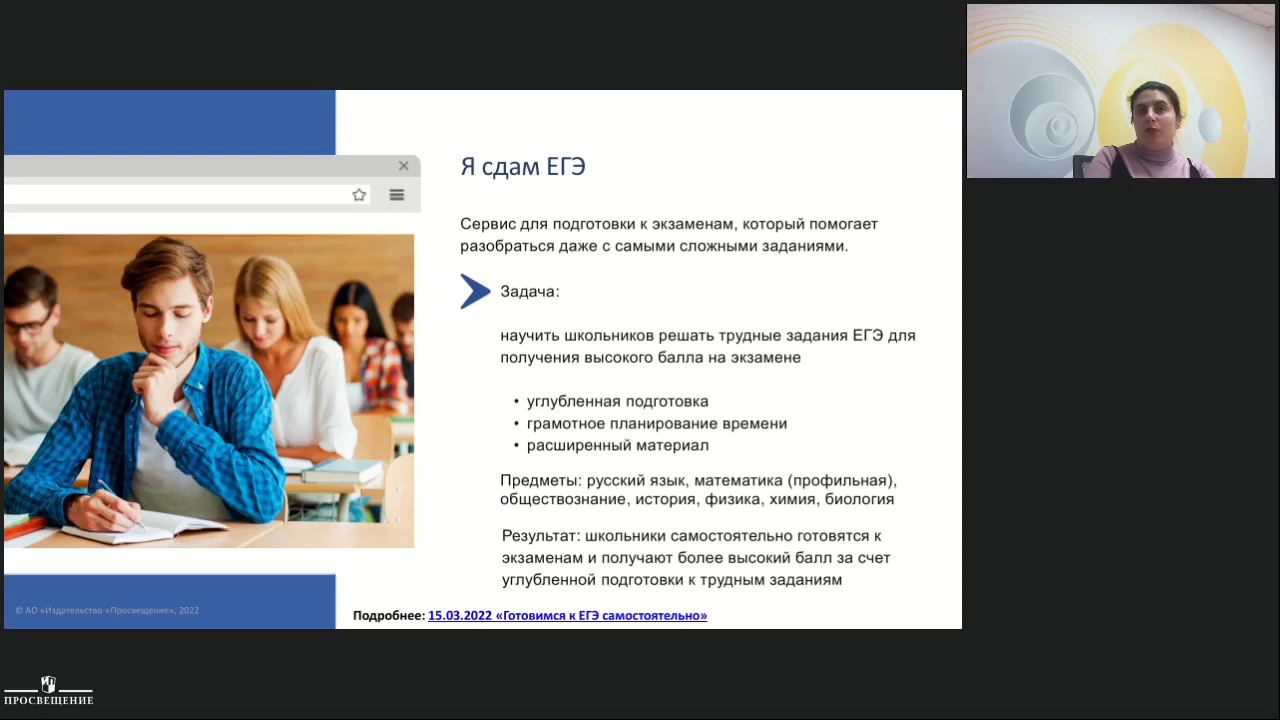 Я сдам ЕГЭ
Сервис для подготовки к экзаменам, который помогает
разобраться даже с самыми сложными заданиями.
Задача:
научить школьников решать трудные задания ЕГЭ для
получения высокого балла на экзамене
• углубленная подготовка
• грамотное планирование времени
• расширенный материал
Предметы: русский язык, математика (профильная),
обществознание, история, физика, химия, биология
Результат: школьники самостоятельно готовятся к
экзаменам и получают более высокий балл за счет
углубленной подготовки к трудным заданиям
© АО «Издательство «Просвещение», 2022
Подробнее: 15.03.2022 «Готовимся к ЕГЭ самостоятельно»
ПРОСВЕЩЕНИЕ